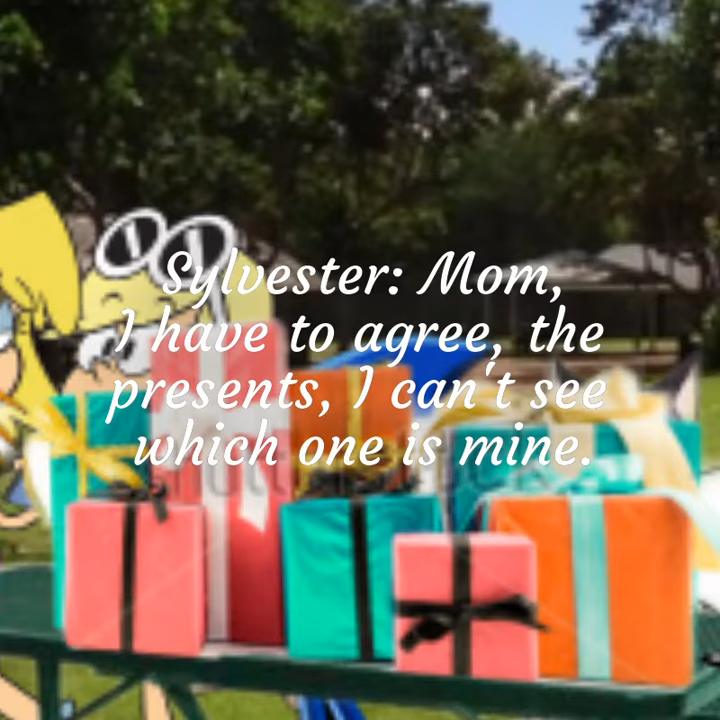 Sylvester: Mom,
I have to agree, the
presents, I can't see
which one is mine.